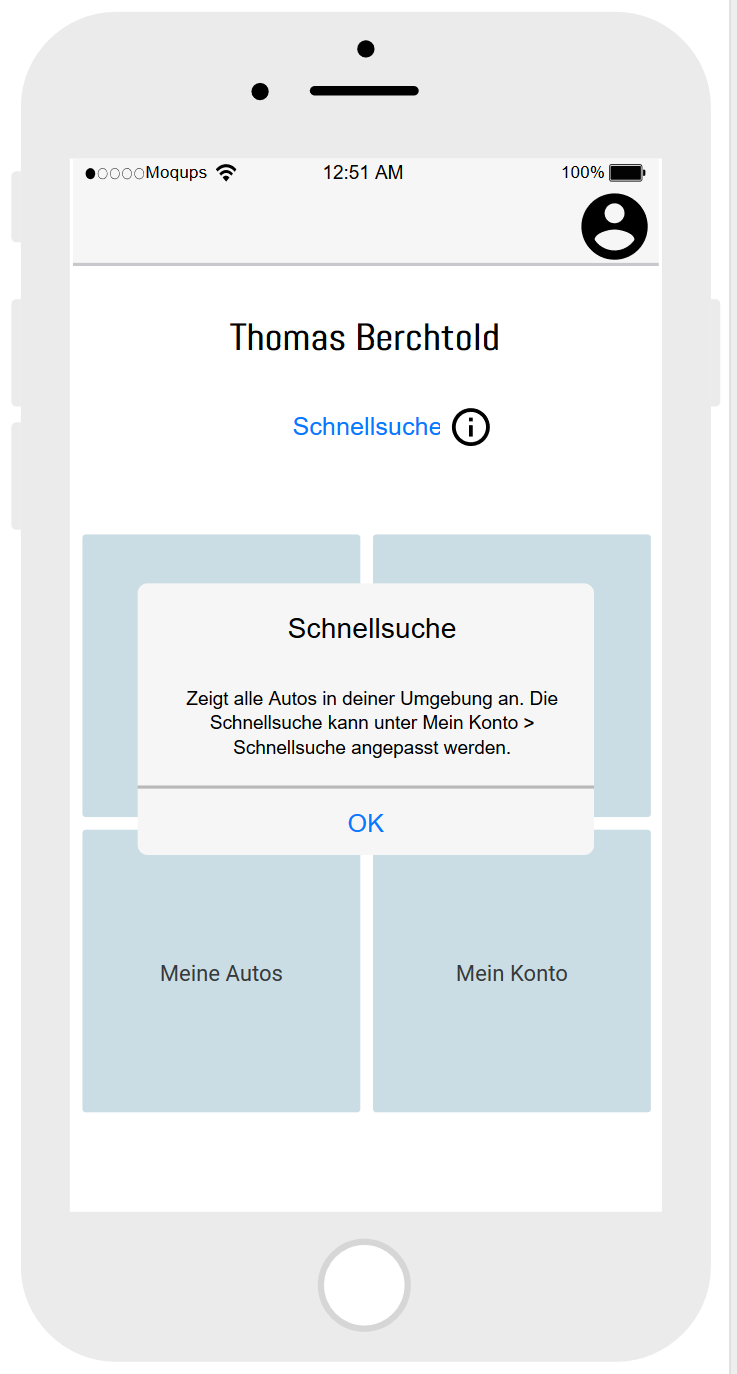 Moqups 12:51 AM 100%
Thomas Berchtold
Schnellsuche
Schnellsuche
Zeigt alle Autos in deiner Umgebung an. Die
Schnellsuche kann unter Mein Konto >
Schnellsuche angepasst werden.
OK
Meine Autos Mein Konto